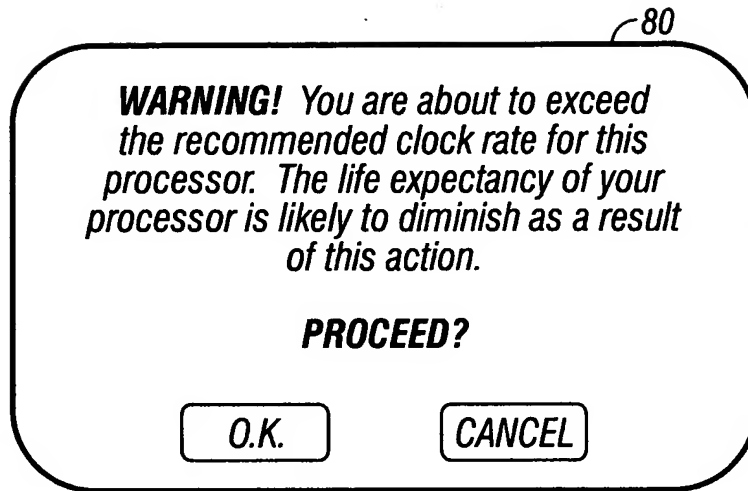 80
WARNING! You are about to exceed
the recommended clock rate for this
processor. The life expectancy of your
processor is likely to diminish as a result
of this action.
PROCEED?
O.K.
CANCEL